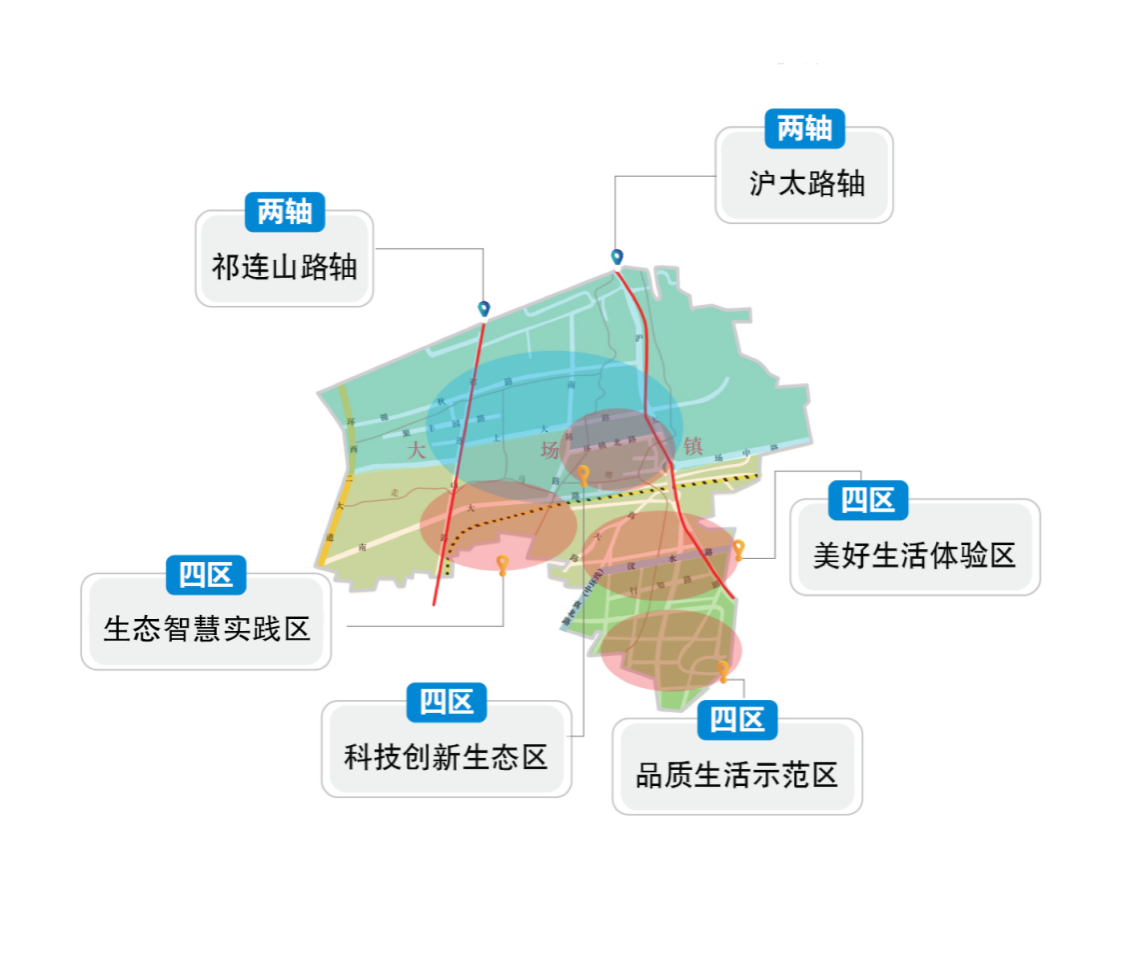 两轴
沪太路轴
两轴
祁连山路轴
大场镇
四区
美好生活体验区
四区
生态智慧实践区
四区
科技创新生态区
四区
品质生活示范区